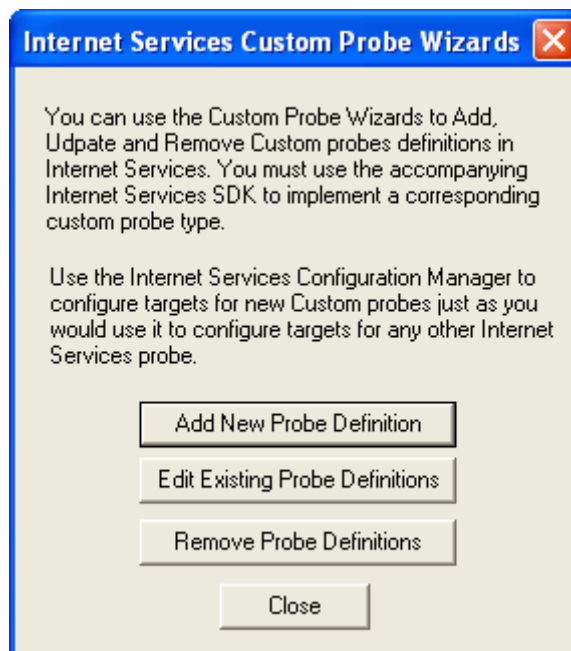 Internet Services Custom Probe Wizards
You can use the Custom Probe Wizards to Add,
Udpate and Remove Custom probes definitions in
Internet Services. You must use the accompanying
Internet Services SDK to implement a corresponding
custom probe type.
Use the Internet Services Configuration Manager to
configure targets for new Custom probes just as you
would use it to configure targets for any other Internet
Services probe.
Add New Probe Definition
Edit Existing Probe Definitions
Remove Probe Definitions
Close